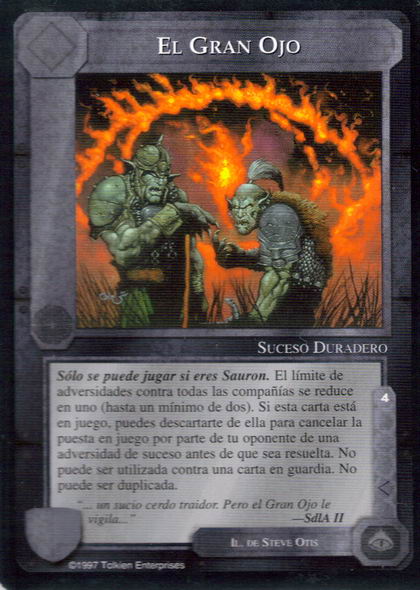 El Gran Ojo
Suceso Duradero
Sólo se puede jugar si eres Sauron. El límite de
adversidades contra todas las compañías se reduce
en uno (hasta un mínimo de dos). Si esta carta está
en juego, puedes descartarte de ella para cancelar la
puesta en juego por parte de tu oponente de una
adversidad de suceso antes de que sea resuelta. No
puede ser utilizada contra una carta en guardia. No
puede ser duplicada.
4
"... un sucio cerdo traidor. Pero el Gran Ojo le
vigila..."
—SdlA II
Il. de Steve Otis
©1997 Tolkien Enterprises